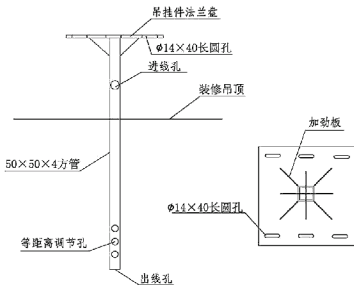 吊挂件法兰盘
ø14×40长圆孔
进线孔
装修吊顶
加劲板
50×50×4方管
ø14×40长圆孔
等距离调节孔
出线孔